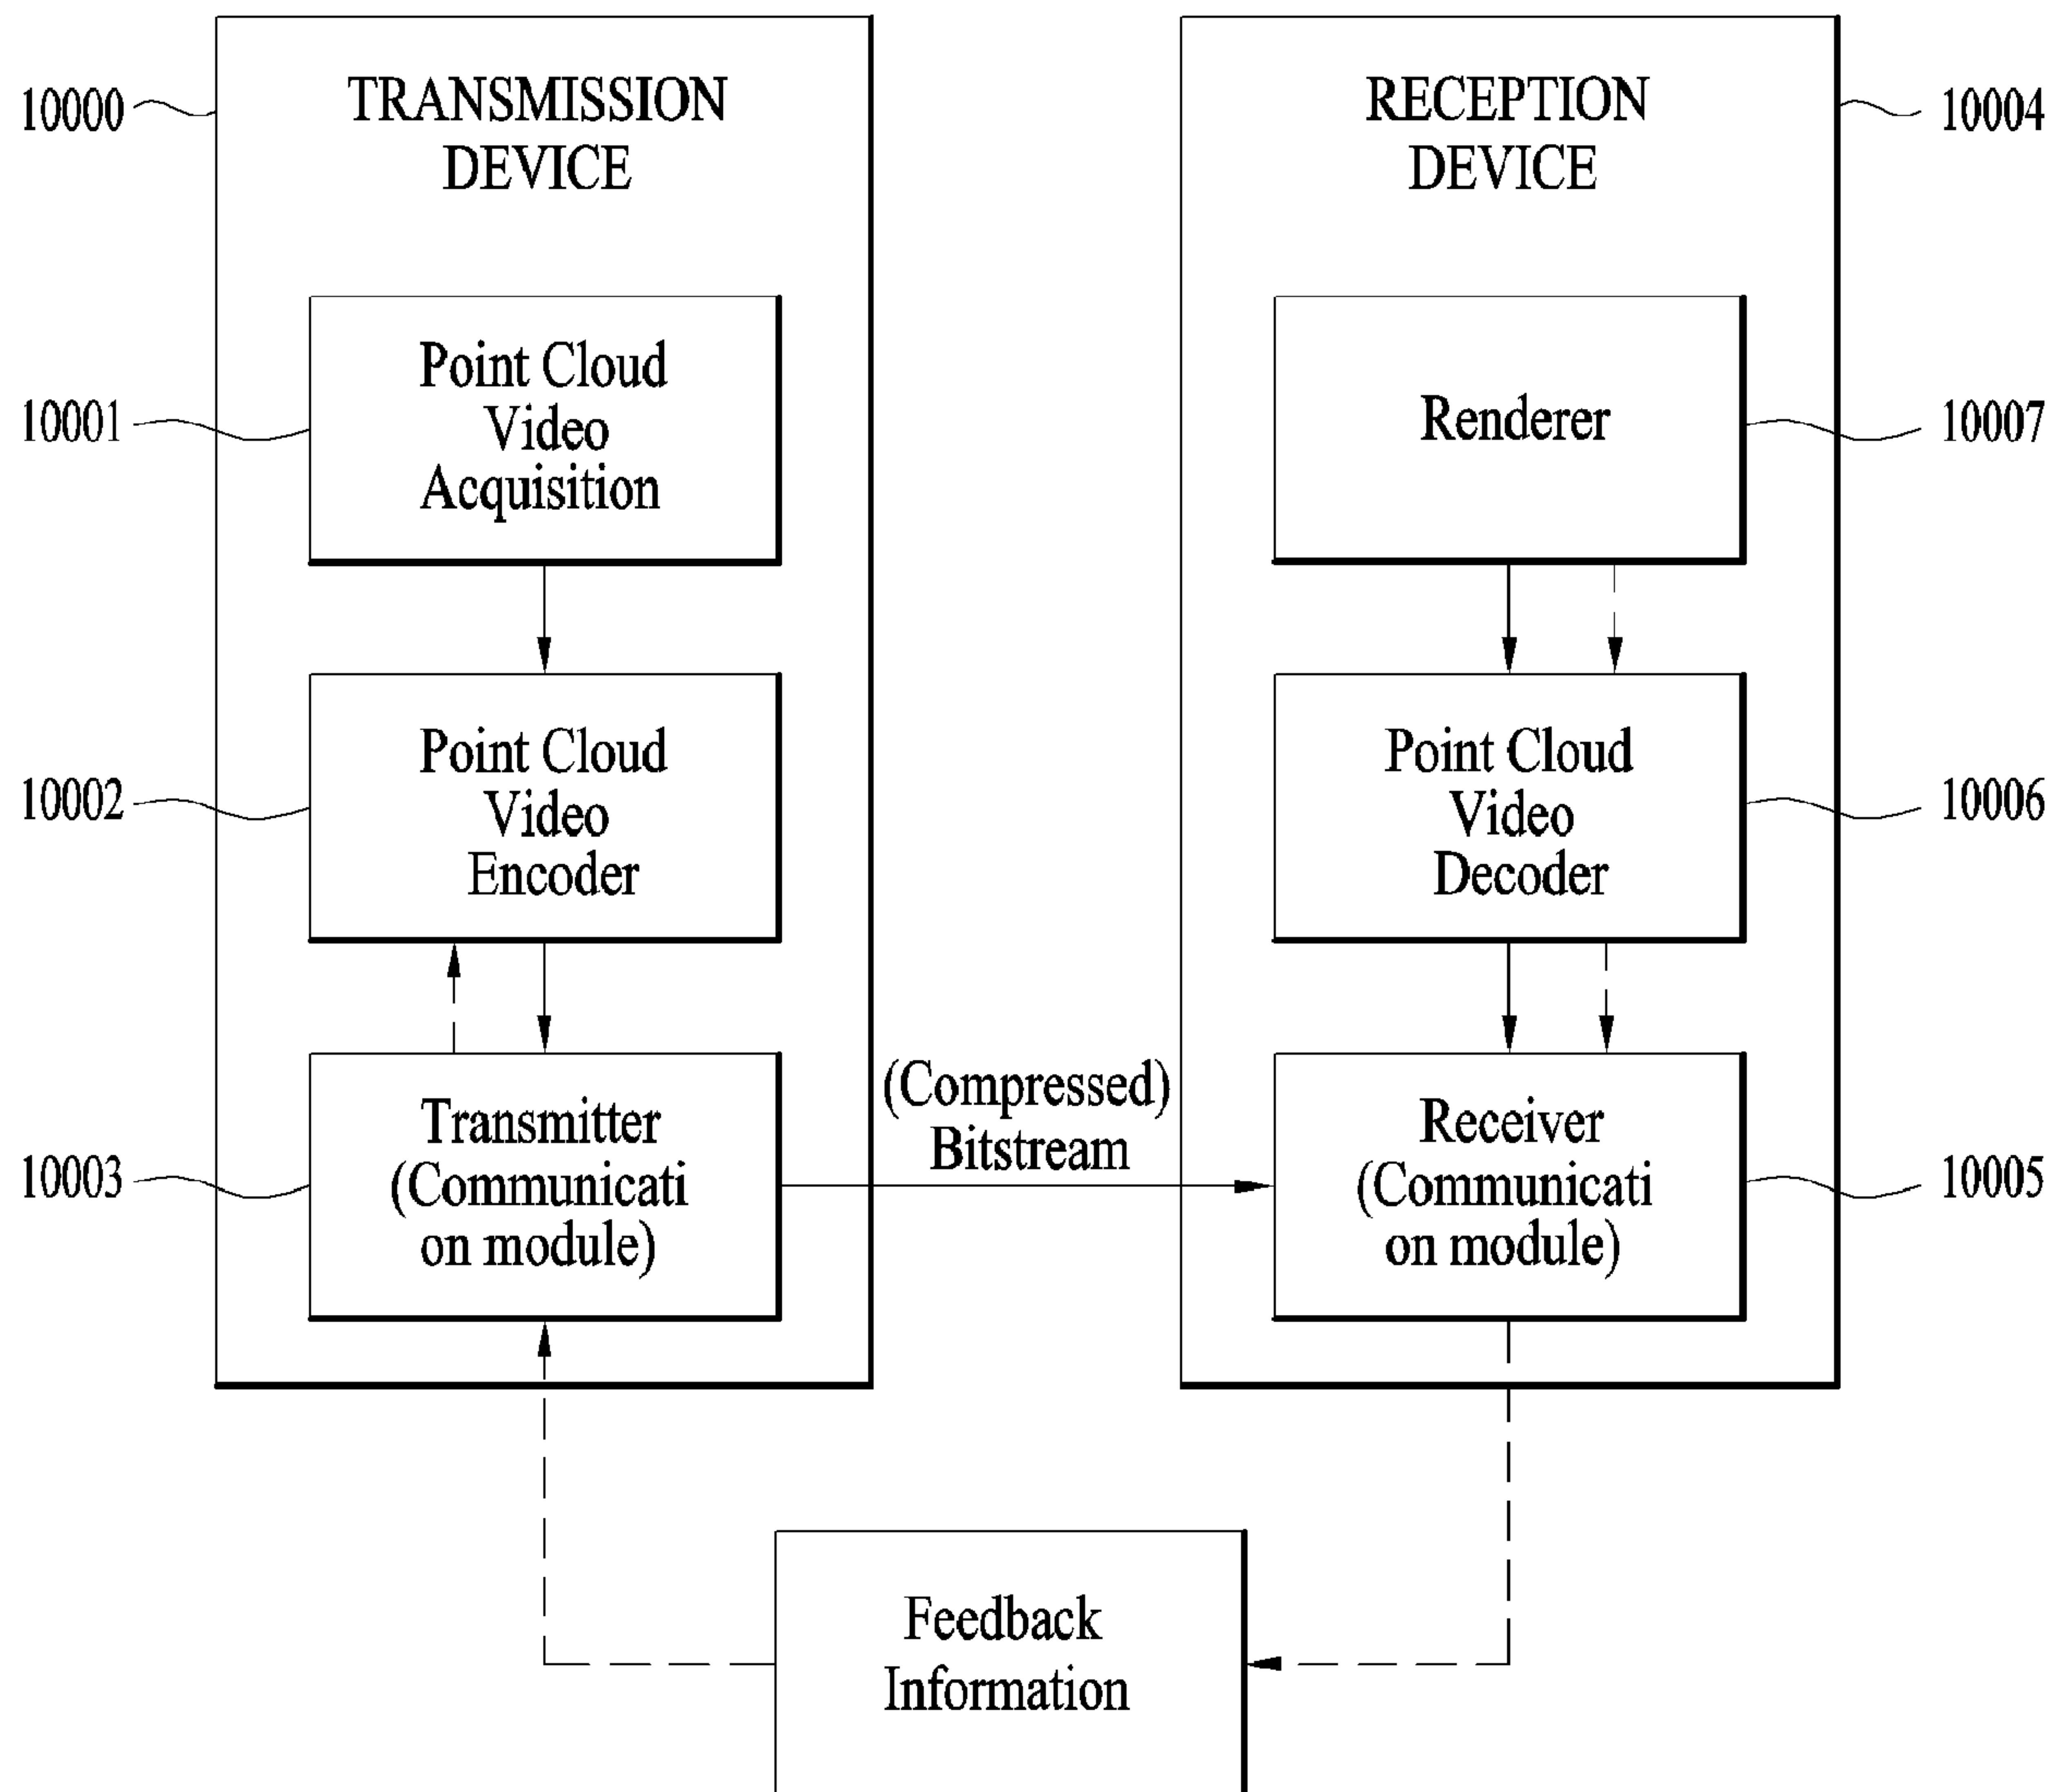 10000
TRANSMISSION
DEVICE
10001
Point Cloud
Video
Acquisition
10002
Point Cloud
Video
Encoder
10003
Transmitter
(Communicati
on module)
(Compressed)
Bitstream
RECEPTION
DEVICE
10004
Renderer
10007
Point Cloud
Video
Decoder
10006
Receiver
(Communicati
on module)
10005
Feedback
Information